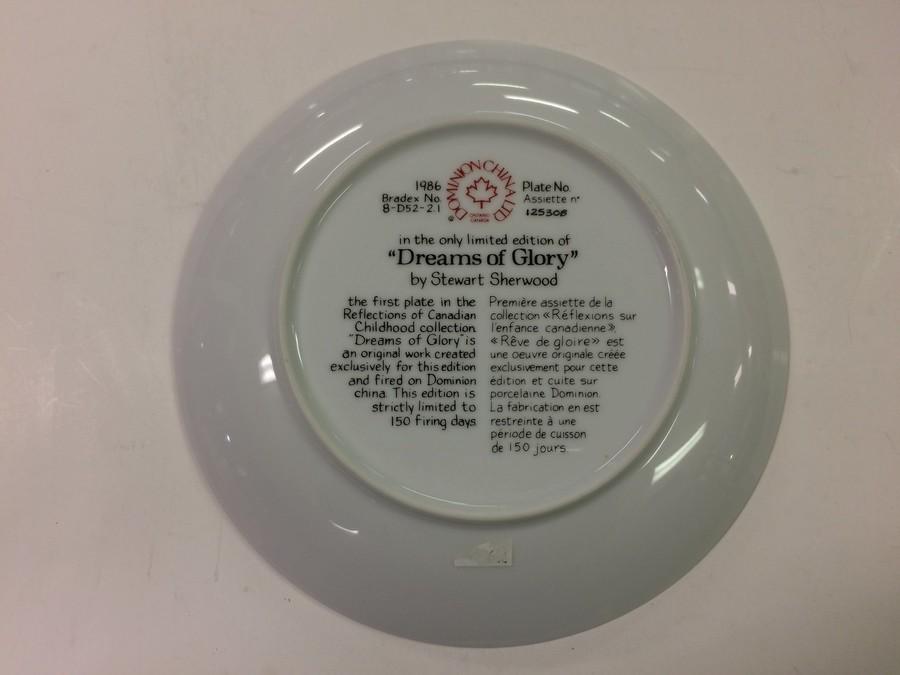 DOMINION CHINA LTD
ONTARIO
CANADA
®
1986
Bradex No.
8-D52-2.1
Plate No.
Assiette n°
125308
in the only limited edition of
“Dreams of Glory”
by Stewart Sherwood
the first plate in the
Reflections of Canadian
Childhood collection.
"Dreams of Glory" is
an original work created
exclusively for this edition
and fired on Dominion
china. This edition is
strictly limited to
150 firing days.
Première assiette de la
collection «Réflexions sur
l'enfance canadienne».
«Rêve de gloire» est
une oeuvre originale créée
exclusivement pour cette
édition et cuite sur
porcelaine Dominion.
La fabrication en est
restreinte à une
période de cuisson
de 150 jours.